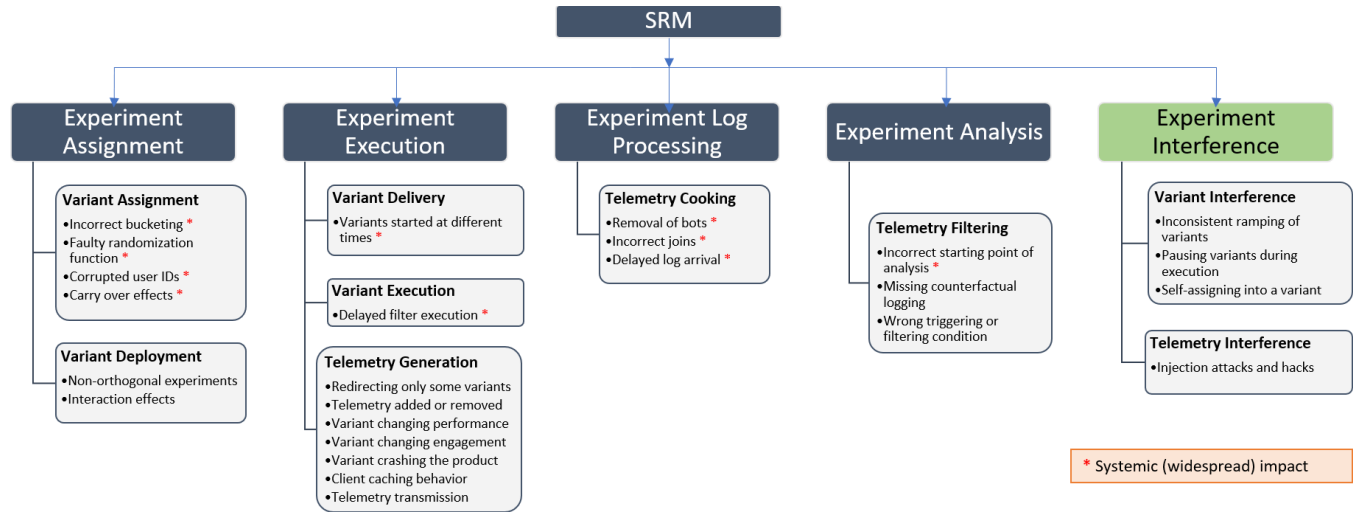 SRM
Experiment
Assignment
Variant Assignment
•Incorrect bucketing *
•Faulty randomization
function *
•Corrupted user IDs *
•Carry over effects *
Variant Deployment
•Non-orthogonal experiments
•Interaction effects
Experiment
Execution
Variant Delivery
•Variants started at different
times *
Variant Execution
•Delayed filter execution *
Telemetry Generation
•Redirecting only some variants
•Telemetry added or removed
•Variant changing performance
•Variant changing engagement
•Variant crashing the product
•Client caching behavior
•Telemetry transmission
Experiment Log
Processing
Telemetry Cooking
•Removal of bots *
•Incorrect joins *
•Delayed log arrival *
Experiment Analysis
Telemetry Filtering
•Incorrect starting point of
analysis *
•Missing counterfactual
logging
•Wrong triggering or
filtering condition
Experiment
Interference
Variant Interference
•Inconsistent ramping of
variants
•Pausing variants during
execution
•Self-assigning into a variant
Telemetry Interference
•Injection attacks and hacks
* Systemic (widespread) impact